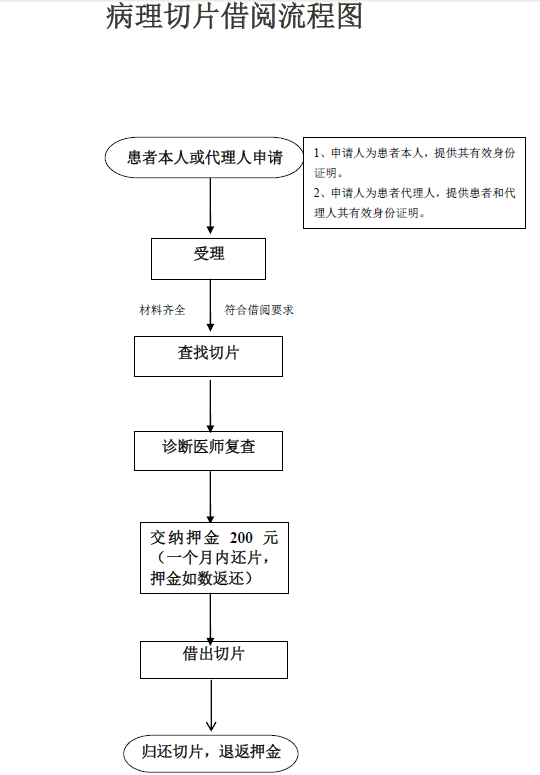 病理切片借阅流程图
患者本人或代理人申请
1、申请人为患者本人，提供其有效身份
证明。
2、申请人为患者代理人，提供患者和代
理人其有效身份证明。
受理
材料齐全
符合借阅要求
查找切片
诊断医师复查
交纳押金 200 元
（一个月内还片，
押金如数返还）
借出切片
归还切片，退返押金